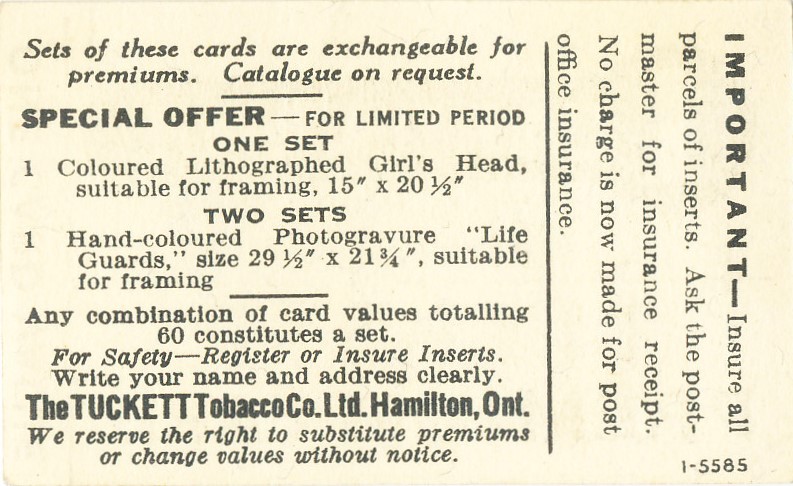 Sets of these cards are exchangeable for
premiums. Catalogue on request.
SPECIAL OFFER — FOR LIMITED PERIOD
ONE SET
1 Coloured Lithographed Girl's Head,
suitable for framing, 15" x 20 ½"
TWO SETS
1 Hand-coloured Photogravure "Life
Guards," size 29 ½" x 21¾", suitable
for framing
Any combination of card values totalling
60 constitutes a set.
For Safety—Register or Insure Inserts.
Write your name and address clearly.
The TUCKETT Tobacco Co. Ltd. Hamilton, Ont.
We reserve the right to substitute premiums
or change values without notice.
IMPORTANT—Insure all
parcels of inserts. Ask the post-
master for insurance receipt.
No charge is now made for post
office insurance.
1-5585